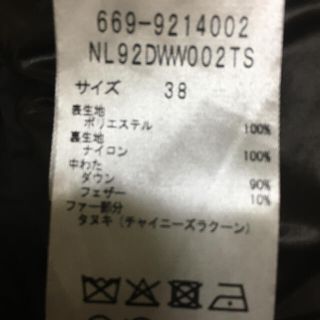 669-9214002
NL92DWW002TS
サイズ 38
表生地
ポリエステル 100%
裏生地
ナイロン 100%
中わた
ダウン 90%
フェザー 10%
ファー部分
タヌキ(チャイニーズラクーン)